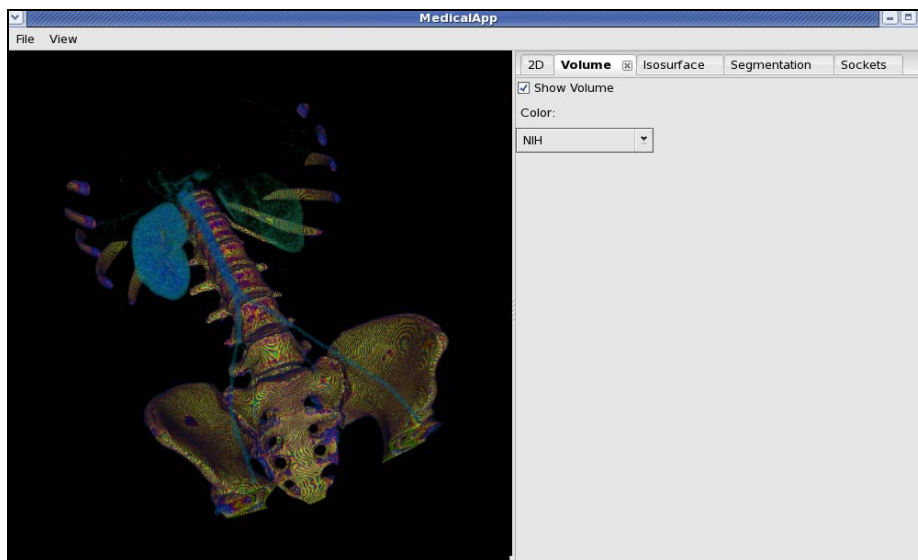 MedicalApp
File View
2D Volume Isosurface Segmentation Sockets
Show Volume
Color:
NIH